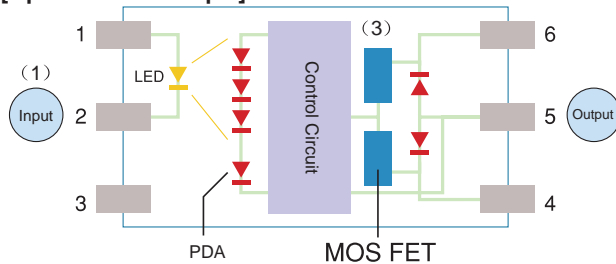 1
(3)
6
(1)
LED
Input
2
Control Circuit
5
Output
3
4
PDA
MOS FET